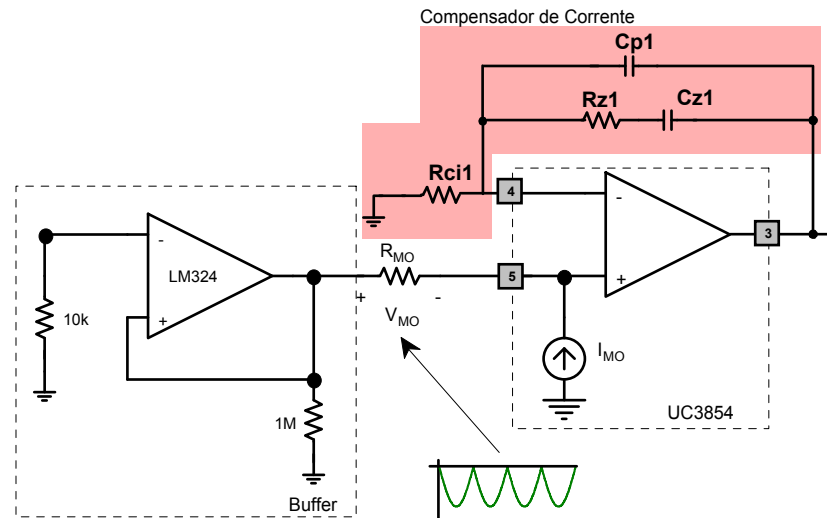 Compensador de Corrente
Cp1
Rz1
Cz1
Rci1
4
-
3
-
LM324
+
R_MO
5
+
10k
+
-
V_MO
I_MO
1M
UC3854
Buffer